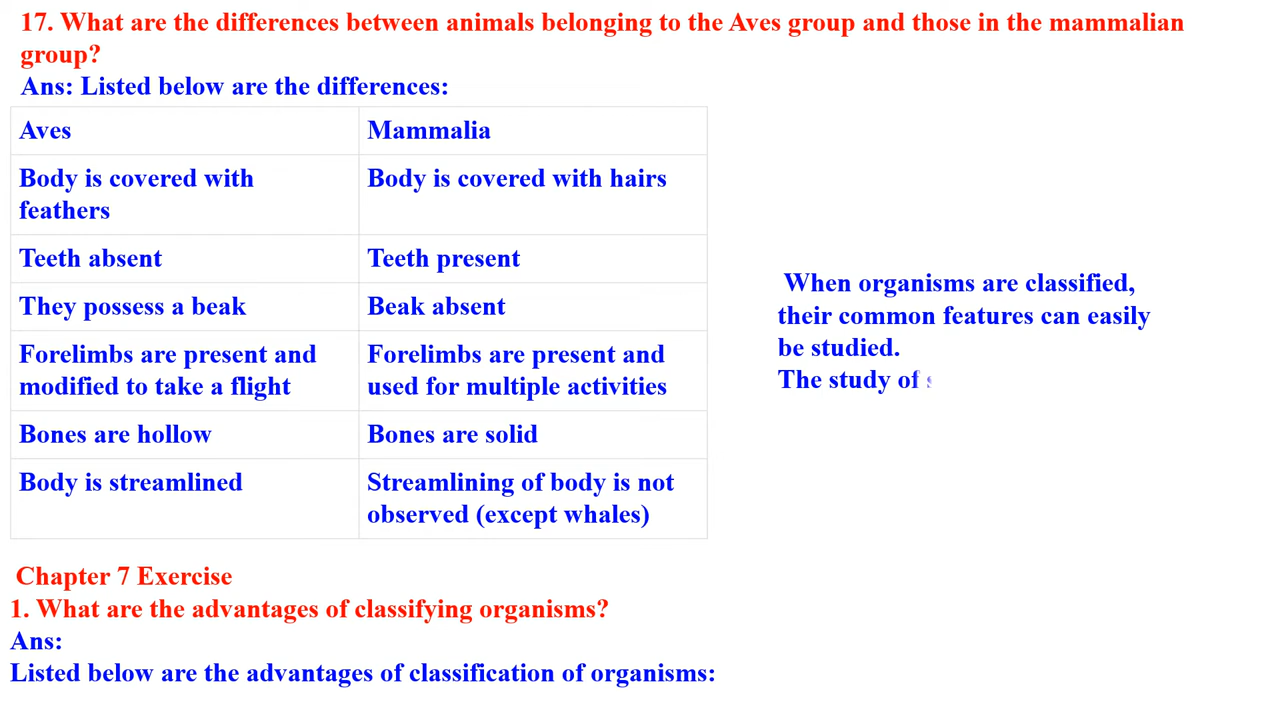 17. What are the differences between animals belonging to the Aves group and those in the mammalian
group?
Ans: Listed below are the differences:
Aves
Mammalia
Body is covered with
feathers
Body is covered with hairs
Teeth absent
Teeth present
They possess a beak
Beak absent
Forelimbs are present and
modified to take a flight
Forelimbs are present and
used for multiple activities
Bones are hollow
Bones are solid
Body is streamlined
Streamlining of body is not
observed (except whales)
Chapter 7 Exercise
1. What are the advantages of classifying organisms?
Ans:
Listed below are the advantages of classification of organisms:
When organisms are classified,
their common features can easily
be studied.
The study of